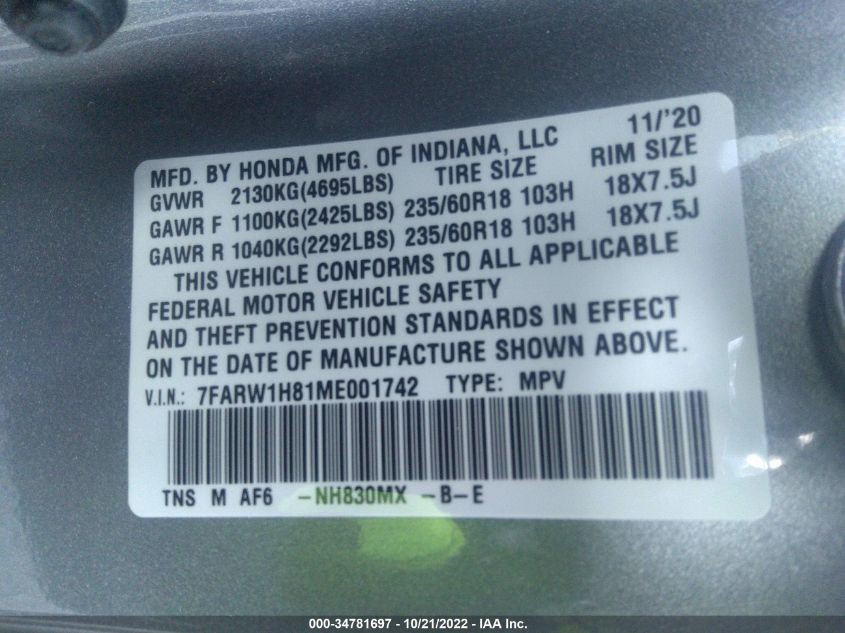 11/'20
MFD. BY HONDA MFG. OF INDIANA, LLC
GVWR 2130KG(4695LBS) TIRE SIZE RIM SIZE
GAWR F 1100KG(2425LBS) 235/60R18 103H 18X7.5J
GAWR R 1040KG(2292LBS) 235/60R18 103H 18X7.5J
THIS VEHICLE CONFORMS TO ALL APPLICABLE
FEDERAL MOTOR VEHICLE SAFETY
AND THEFT PREVENTION STANDARDS IN EFFECT
ON THE DATE OF MANUFACTURE SHOWN ABOVE.
V.I.N.: 7FARW1H81ME001742 TYPE: MPV
TNS M AF6 -NH830MX -B-E
000-34781697 - 10/21/2022 - IAA Inc.